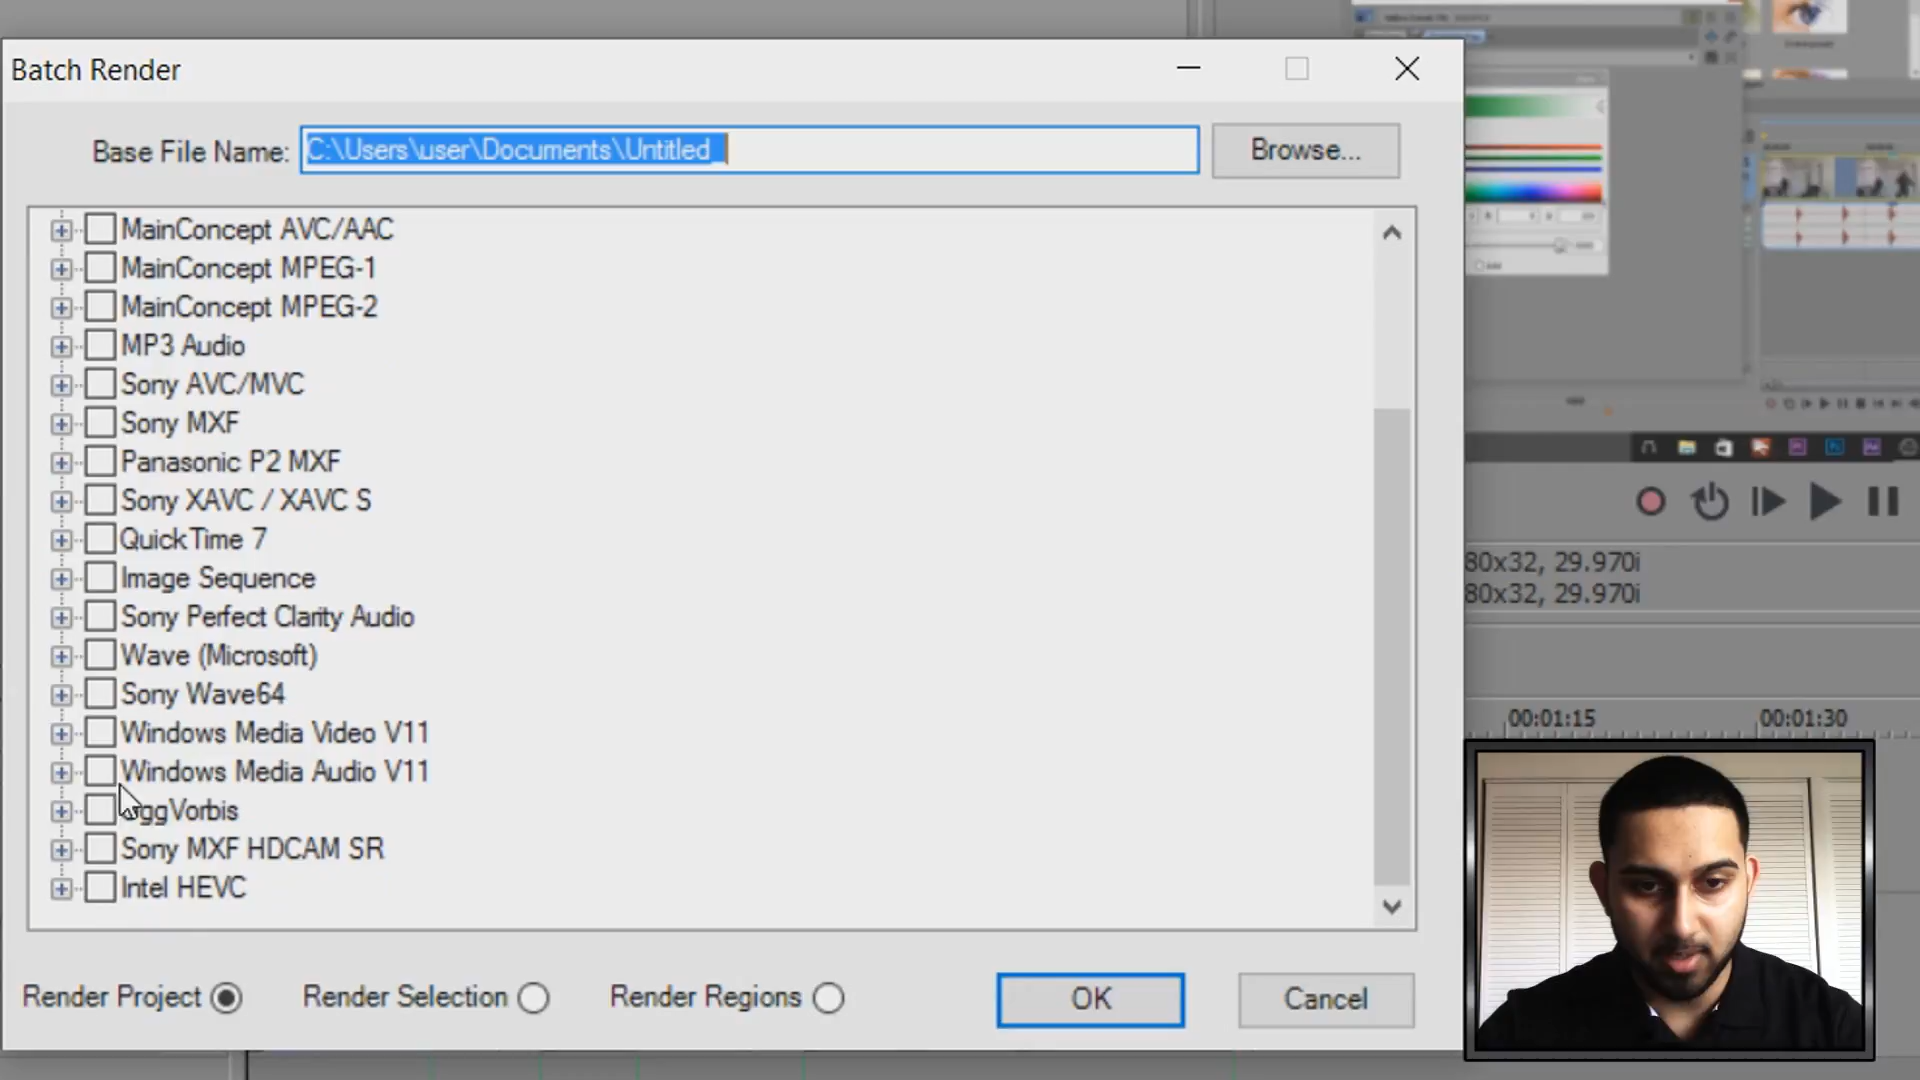 Batch Render
Base File Name: C:\Users\user\Documents\Untitled_ Browse...
MainConcept AVC/AAC
MainConcept MPEG-1
MainConcept MPEG-2
MP3 Audio
Sony AVC/MVC
Sony MXF
Panasonic P2 MXF
Sony XAVC / XAVC S
QuickTime 7
Image Sequence
Sony Perfect Clarity Audio
Wave (Microsoft)
Sony Wave64
Windows Media Video V11
Windows Media Audio V11
ggVorbis
Sony MXF HDCAM SR
Intel HEVC
Render Project Render Selection Render Regions OK Cancel
80x32, 29.970i
80x32, 29.970i
00:01:15 00:01:30